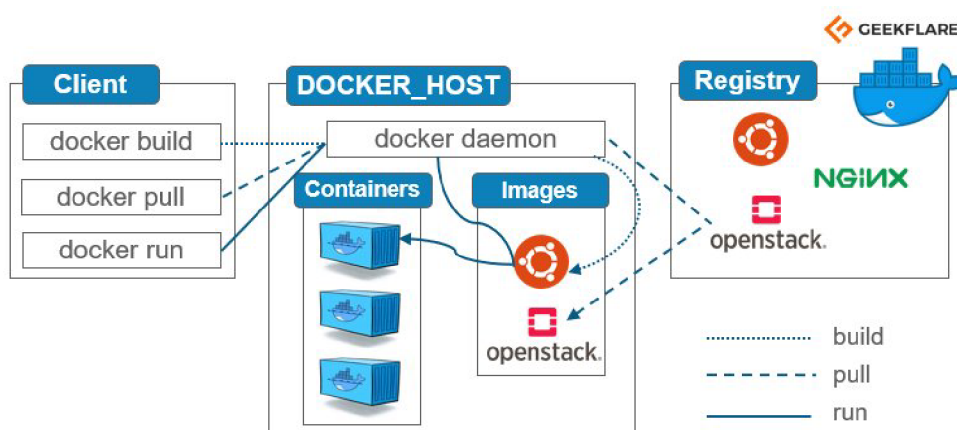 GEEKFLARE
Client
docker build
docker pull
docker run
DOCKER_HOST
docker daemon
Containers
Images
openstack.
Registry
NGINX
openstack.
build
pull
run